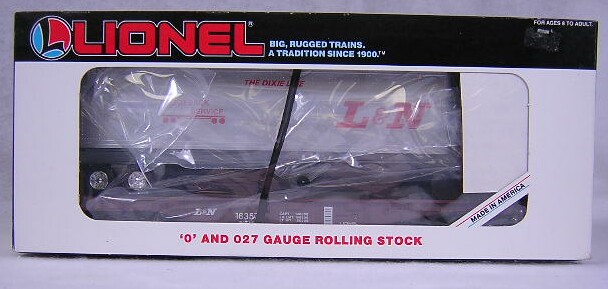 LIONEL
BIG, RUGGED TRAINS.
A TRADITION SINCE 1900.™
FOR AGES 8 TO ADULT.
THE DIXIE LINE
SERVICE
L&N
L&N
MADE IN AMERICA
'O' AND 027 GAUGE ROLLING STOCK